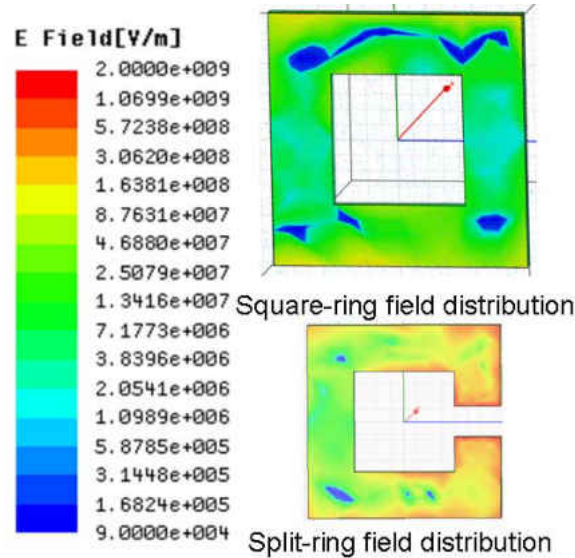 E Field[V/m]
2.0000e+009
1.0699e+009
5.7238e+008
3.0620e+008
1.6381e+008
8.7631e+007
4.6880e+007
2.5079e+007
1.3416e+007
7.1773e+006
3.8396e+006
2.0541e+006
1.0989e+006
5.8785e+005
3.1448e+005
1.6824e+005
9.0000e+004
Square-ring field distribution
Split-ring field distribution